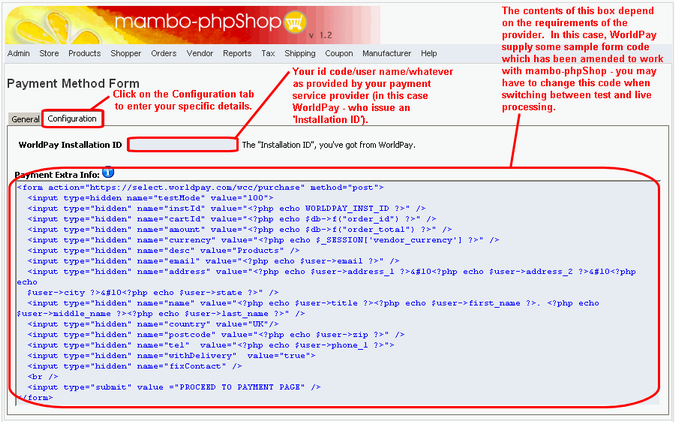 mambo-phpShop
v 1.2
Admin Store Products Shopper Orders Vendor Reports Tax Shipping Coupon Manufacturer Help
The contents of this box depend
on the requirements of the
provider. In this case, WorldPay
supply some sample form code
which has been amended to work
with mambo-phpShop - you may
have to change this code when
switching between test and live
processing.
Payment Method Form
Click on the Configuration tab
to enter your specific details.
Your id code/user name/whatever
as provided by your payment
service provider (in this case
WorldPay - who issue an
'Installation ID').
General Configuration
WorldPay Installation ID
The "Installation ID", you've got from WorldPay.
Payment Extra Info:
<form action="https://select.worldpay.com/wcc/purchase" method="post">
<input type=hidden name="testMode" value="100">
<input type="hidden" name="instId" value="<?php echo WORLDPAY_INST_ID ?>" />
<input type="hidden" name="cartId" value="<?php echo $db->f("order_id") ?>" />
<input type="hidden" name="amount" value="<?php echo $db->f("order_total") ?>" />
<input type="hidden" name="currency" value="<?php echo $_SESSION['vendor_currency'] ?>" />
<input type="hidden" name="desc" value="Products" />
<input type="hidden" name="email" value="<?php echo $user->email ?>" />
<input type="hidden" name="address" value="<?php echo $user->address_1 ?>&#10<?php echo $user->address_2 ?>&#10<?php
echo
$user->city ?>&#10<?php echo $user->state ?>" />
<input type="hidden" name="name" value="<?php echo $user->title ?><?php echo $user->first_name ?>. <?php echo
$user->middle_name ?><?php echo $user->last_name ?>" />
<input type="hidden" name="country" value="UK"/>
<input type="hidden" name="postcode" value="<?php echo $user->zip ?>" />
<input type="hidden" name="tel" value="<?php echo $user->phone_1 ?>">
<input type="hidden" name="withDelivery" value="true">
<input type="hidden" name="fixContact" />
<br />
<input type="submit" value ="PROCEED TO PAYMENT PAGE" />
</form>